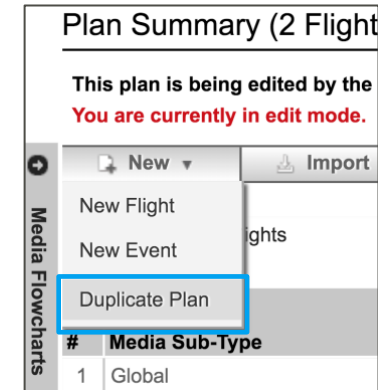 Plan Summary (2 Flight
This plan is being edited by the
You are currently in edit mode.
New Import
Media Flowcharts
New Flight
ights
New Event
Duplicate Plan
# Media Sub-Type
1 Global